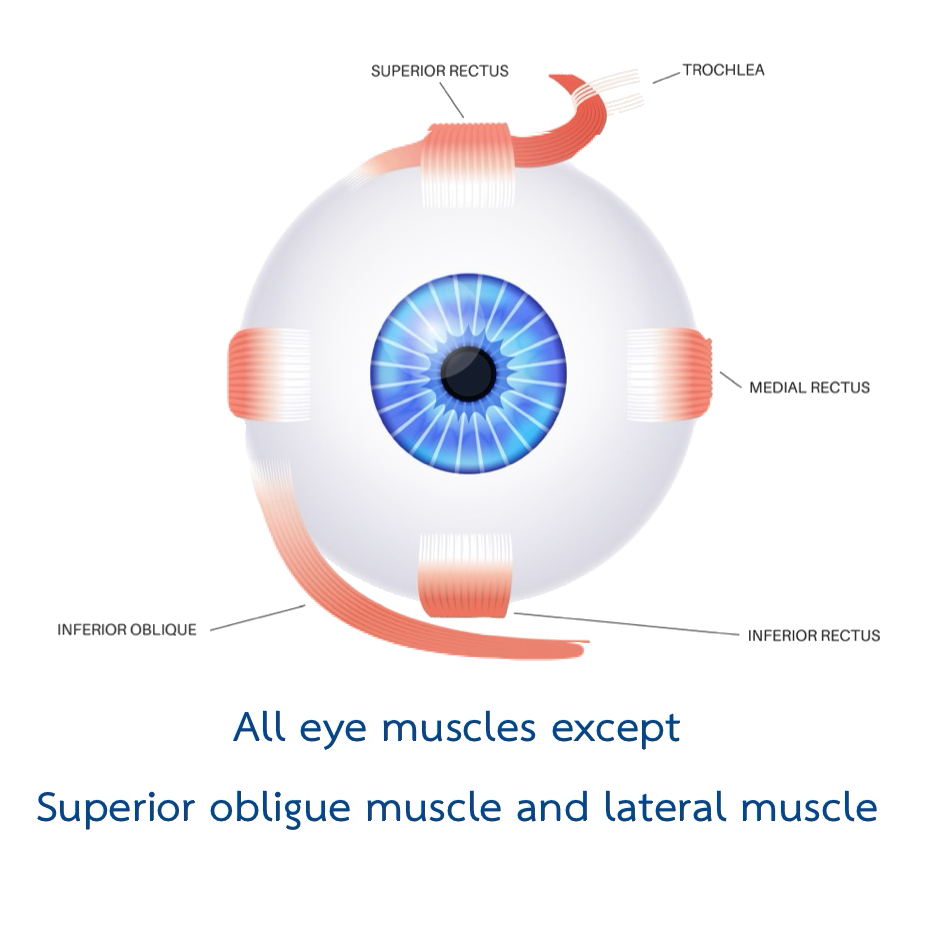 SUPERIOR RECTUS
TROCHLEA
MEDIAL RECTUS
INFERIOR OBLIQUE
INFERIOR RECTUS
All eye muscles except
Superior obligue muscle and lateral muscle